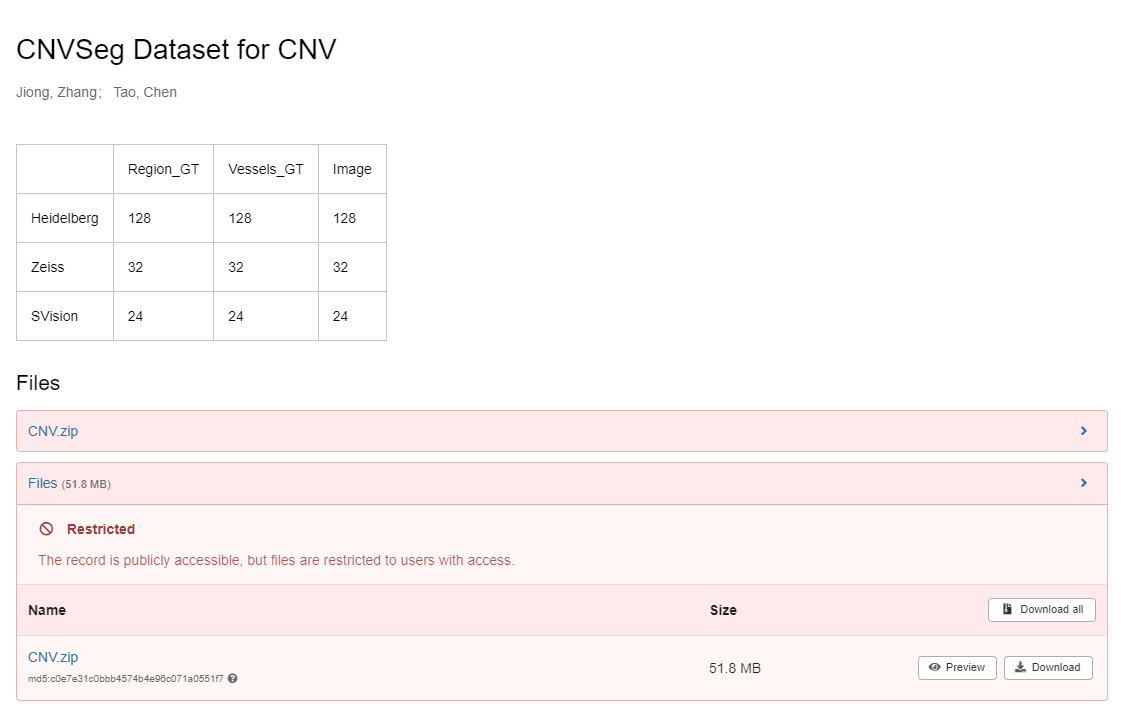 CNVSeg Dataset for CNV
Jiong, Zhang; Tao, Chen
Region_GT Vessels_GT Image
Heidelberg 128 128 128
Zeiss 32 32 32
SVision 24 24 24
Files
CNV.zip
Files (51.8 MB)
Restricted
The record is publicly accessible, but files are restricted to users with access.
Name Size Download all
CNV.zip
md5:c0e7e31c0bbb4574b4e96c071a0551f7
51.8 MB Preview Download